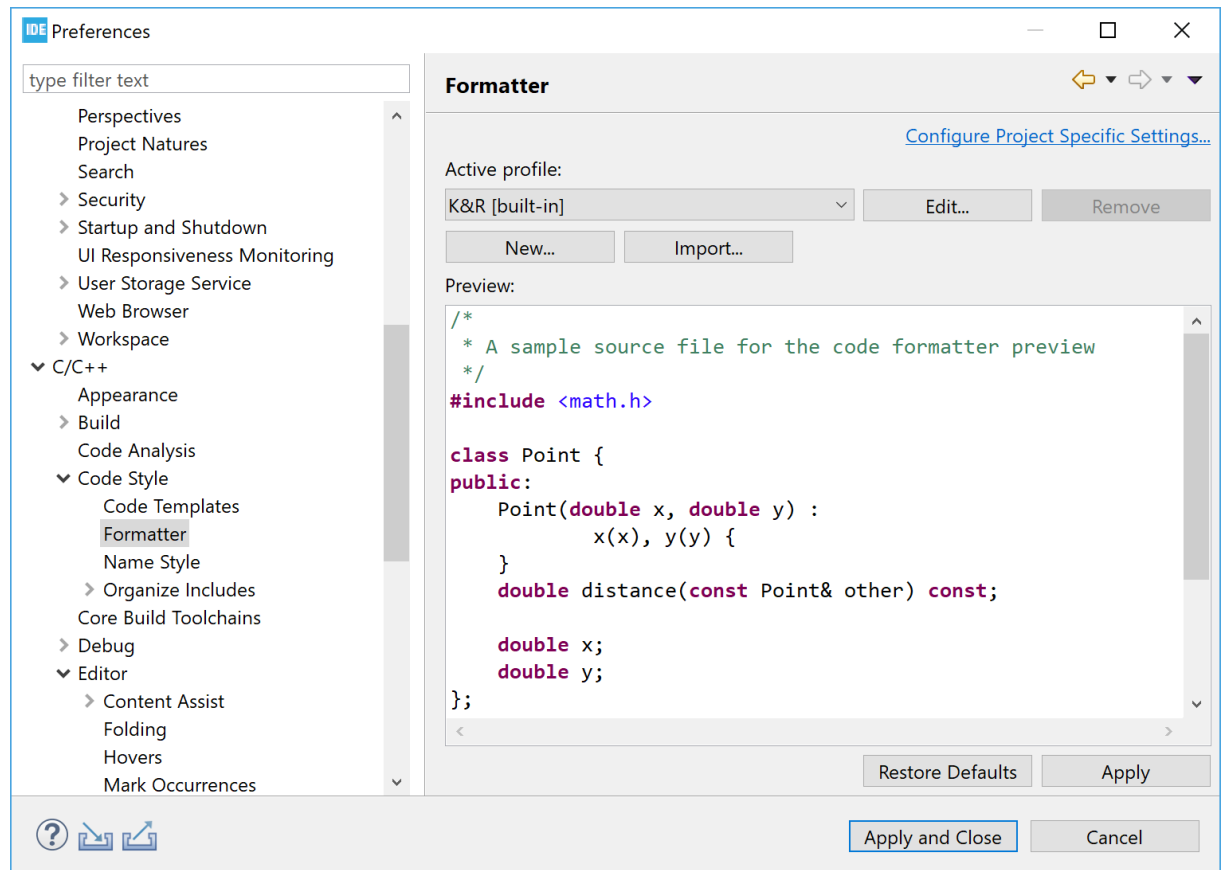 IDE Preferences
type filter text
Perspectives
Project Natures
Search
Security
Startup and Shutdown
UI Responsiveness Monitoring
User Storage Service
Web Browser
Workspace
C/C++
Appearance
Build
Code Analysis
Code Style
Code Templates
Formatter
Name Style
Organize Includes
Core Build Toolchains
Debug
Editor
Content Assist
Folding
Hovers
Mark Occurrences
Formatter
Configure Project Specific Settings...
Active profile:
K&R [built-in]
Edit...
Remove
New...
Import...
Preview:
/*
 * A sample source file for the code formatter preview
 */
#include <math.h>

class Point {
public:
    Point(double x, double y) :
            x(x), y(y) {
    }
    double distance(const Point& other) const;

    double x;
    double y;
};
Restore Defaults
Apply
?
Apply and Close
Cancel